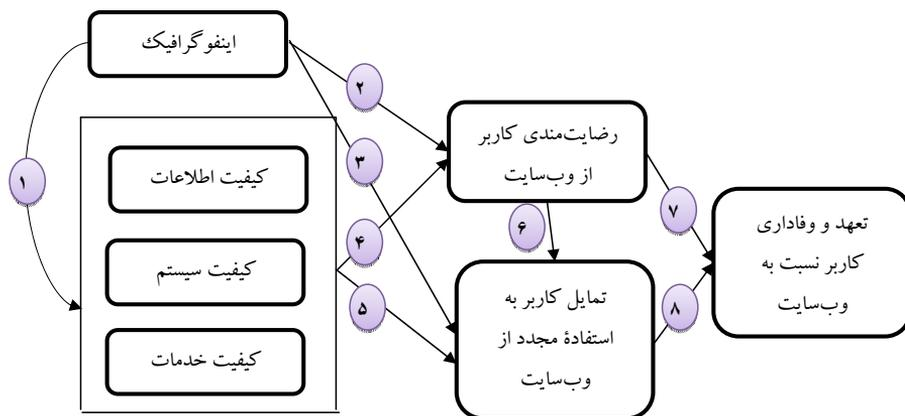 اینفوگرافیک
۱
۲
۳
۴
۵
۶
۷
۸
کیفیت اطلاعات
کیفیت سیستم
کیفیت خدمات
رضایت‌مندی کاربر
از وب‌سایت
تمایل کاربر به
استفادۀ مجدد از
وب‌سایت
تعهد و وفاداری
کاربر نسبت به
وب‌سایت